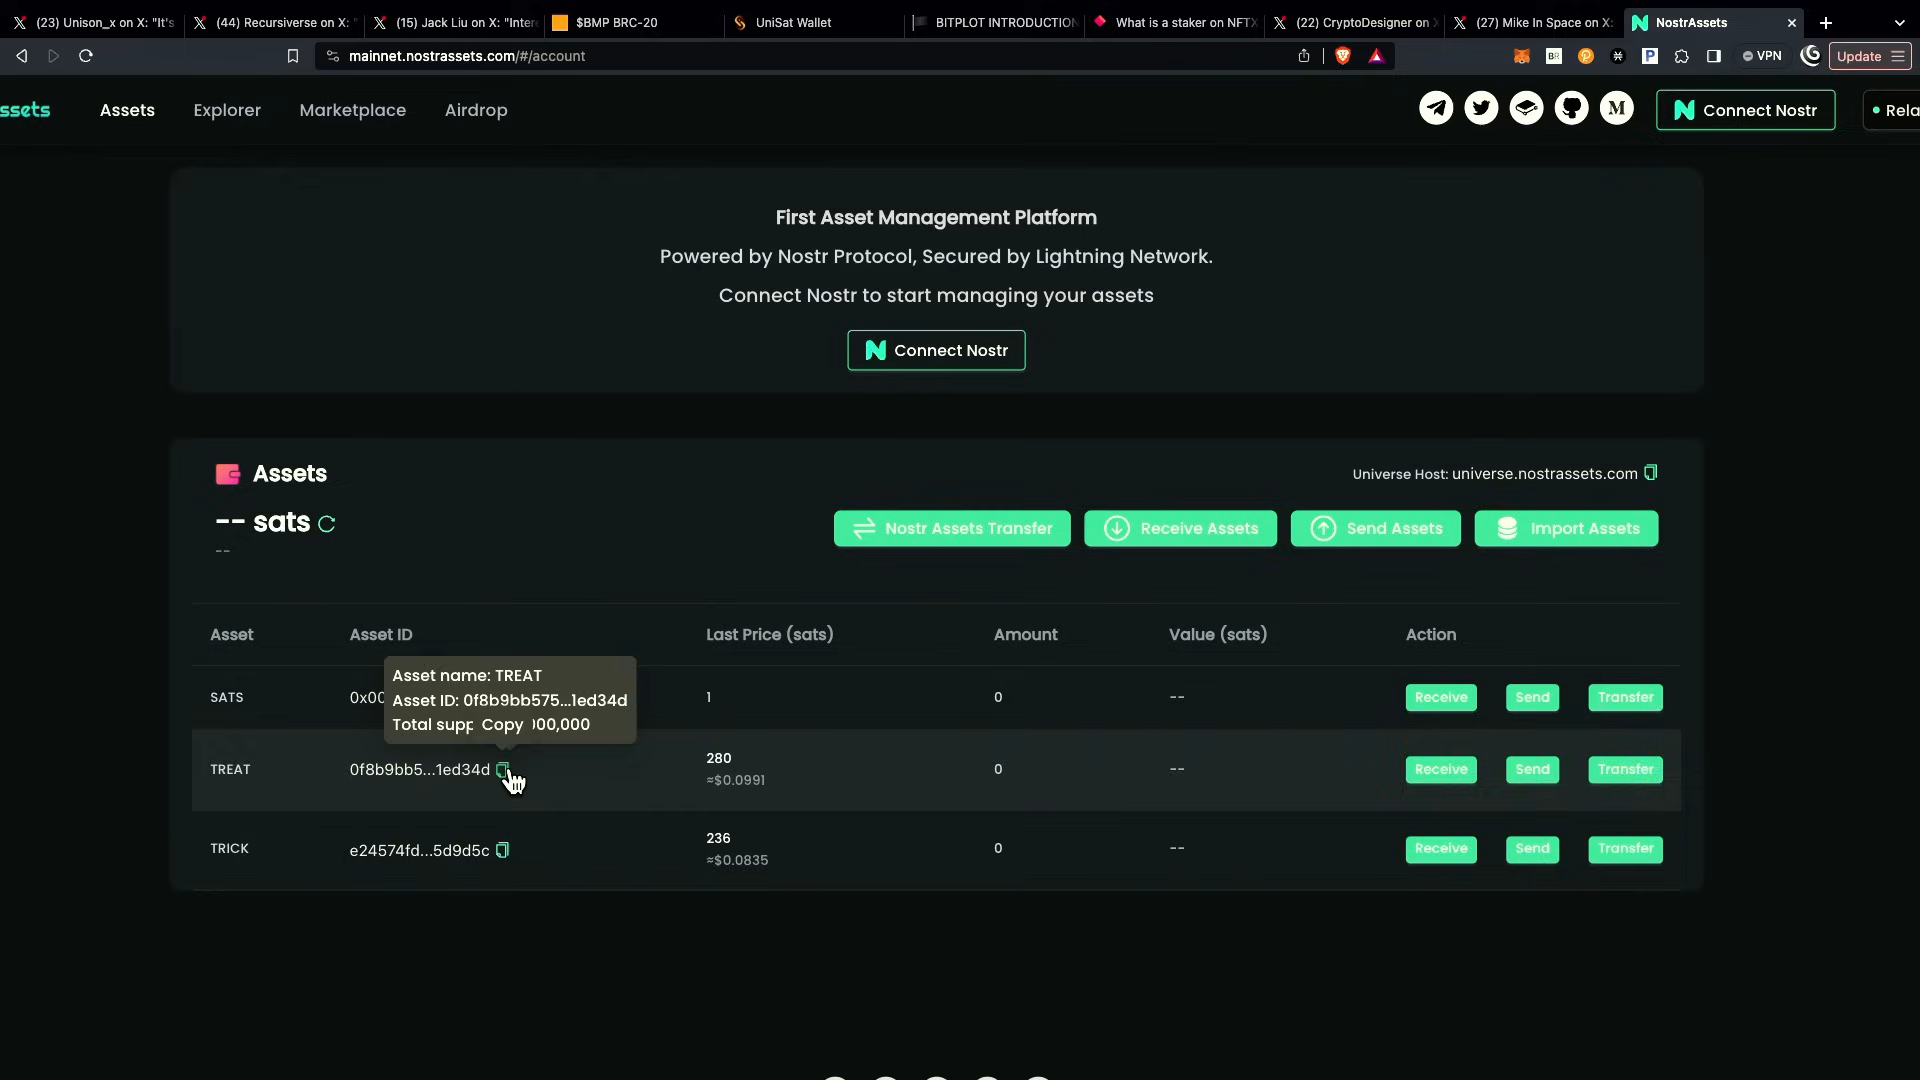 (23) Unison_x on X: "It's
(44) Recursiverse on X: "
(15) Jack Liu on X: "Inter
$BMP BRC-20
UniSat Wallet
BITPLOT INTRODUCTION
What is a staker on NFTX
(22) CryptoDesigner on X
(27) Mike In Space on X:
NostrAssets
mainnet.nostrassets.com/#/account
BR
P
VPN
Update
ssets
Assets
Explorer
Marketplace
Airdrop
M
Connect Nostr
Rela
First Asset Management Platform
Powered by Nostr Protocol, Secured by Lightning Network.
Connect Nostr to start managing your assets
Connect Nostr
Assets
Universe Host: universe.nostrassets.com
-- sats
--
Nostr Assets Transfer
Receive Assets
Send Assets
Import Assets
Asset
Asset ID
Last Price (sats)
Amount
Value (sats)
Action
Asset name: TREAT
Asset ID: 0f8b9bb575...1ed34d
Total supp
Copy
00,000
SATS
0x00
1
0
--
Receive
Send
Transfer
TREAT
0f8b9bb5...1ed34d
280
≈$0.0991
0
--
Receive
Send
Transfer
TRICK
e24574fd...5d9d5c
236
≈$0.0835
0
--
Receive
Send
Transfer